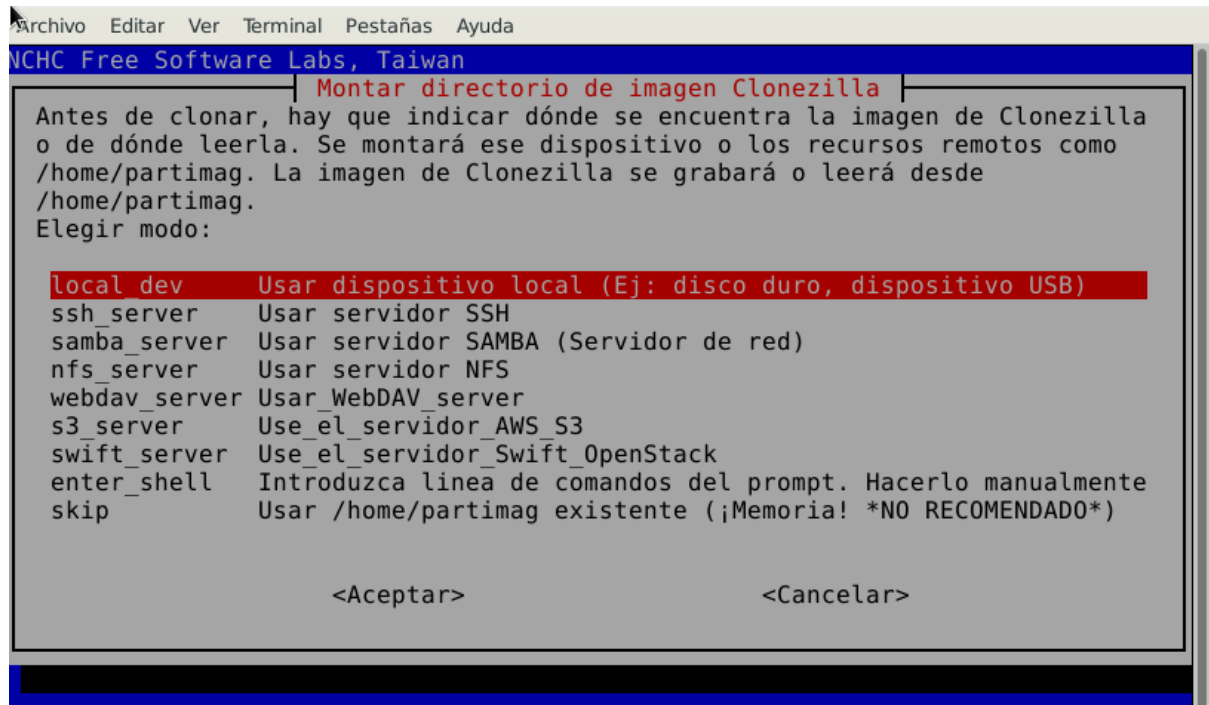 Archivo Editar Ver Terminal Pestañas Ayuda
NCHC Free Software Labs, Taiwan
Montar directorio de imagen Clonezilla
Antes de clonar, hay que indicar dónde se encuentra la imagen de Clonezilla
o de dónde leerla. Se montará ese dispositivo o los recursos remotos como
/home/partimag. La imagen de Clonezilla se grabará o leerá desde
/home/partimag.
Elegir modo:
local_dev Usar dispositivo local (Ej: disco duro, dispositivo USB)
ssh_server Usar servidor SSH
samba_server Usar servidor SAMBA (Servidor de red)
nfs_server Usar servidor NFS
webdav_server Usar_WebDAV_server
s3_server Use_el_servidor_AWS_S3
swift_server Use_el_servidor_Swift_OpenStack
enter_shell Introduzca linea de comandos del prompt. Hacerlo manualmente
skip Usar /home/partimag existente (¡Memoria! *NO RECOMENDADO*)
<Aceptar> <Cancelar>